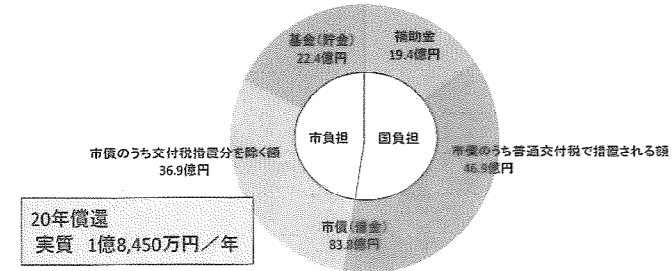 基金(貯金)
22.4億円
補助金
19.4億円
市負担
国負担
市債のうち交付税措置分を除く額
36.9億円
市債のうち普通交付税で措置される額
46.9億円
市債(借金)
83.8億円
20年償還
実質 1億8,450万円/年